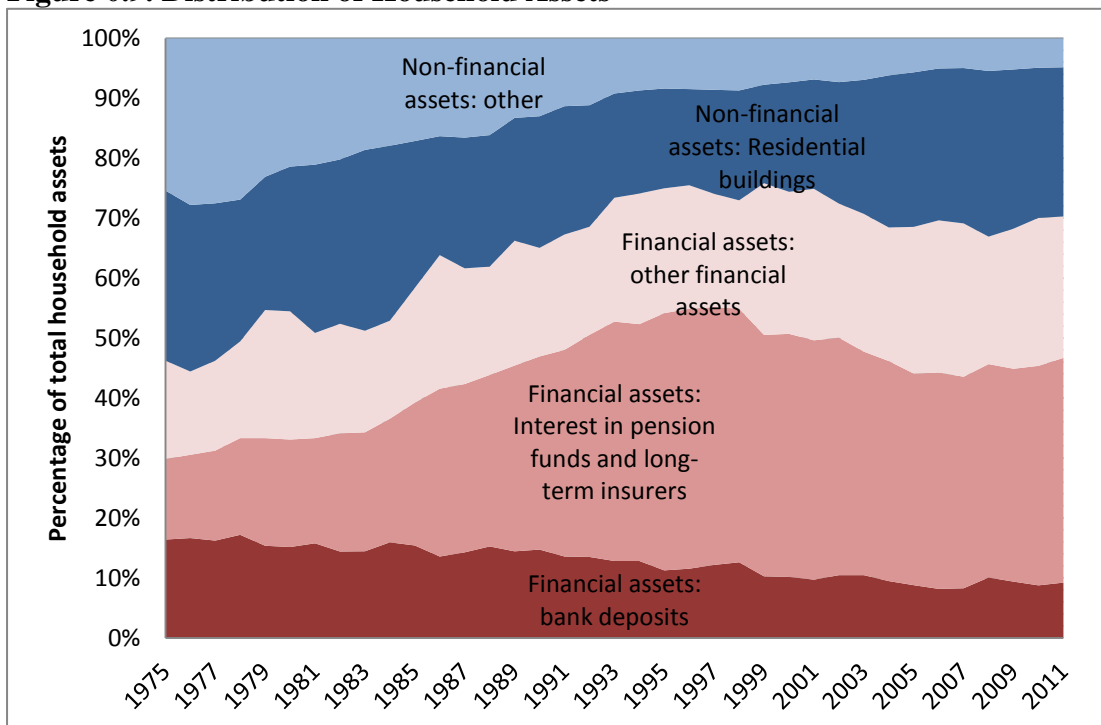 100%
90%
80%
70%
60%
50%
40%
30%
20%
10%
0%
Percentage of total household assets
Non-financial
assets: other
Non-financial
assets: Residential
buildings
Financial assets:
other financial
assets
Financial assets:
Interest in pension
funds and long-
term insurers
Financial assets:
bank deposits
1975
1977
1979
1981
1983
1985
1987
1989
1991
1993
1995
1997
1999
2001
2003
2005
2007
2009
2011